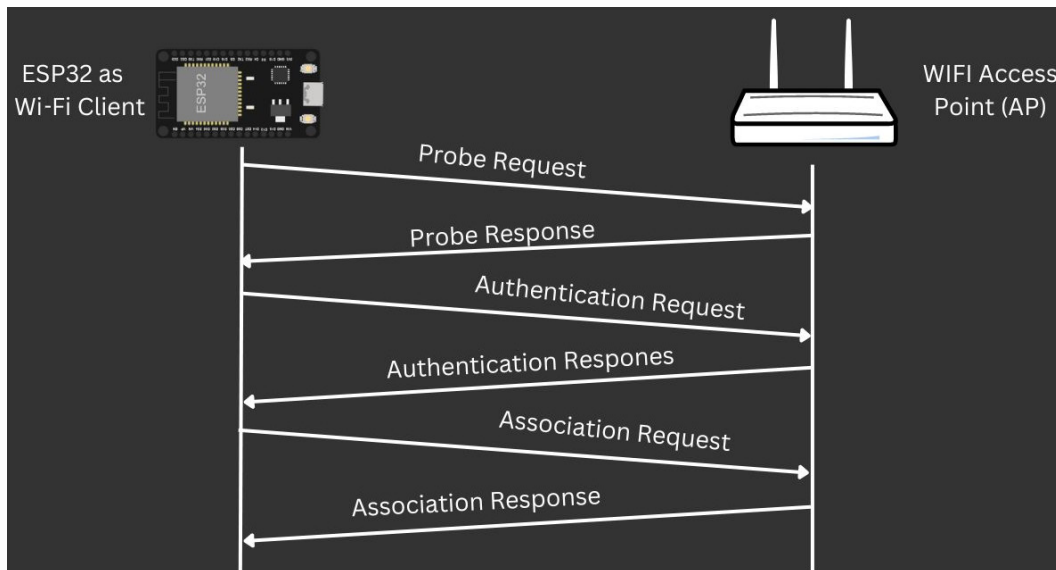 ESP32 as
Wi-Fi Client
ESP32
WIFI Access
Point (AP)
Probe Request
Probe Response
Authentication Request
Authentication Respones
Association Request
Association Response